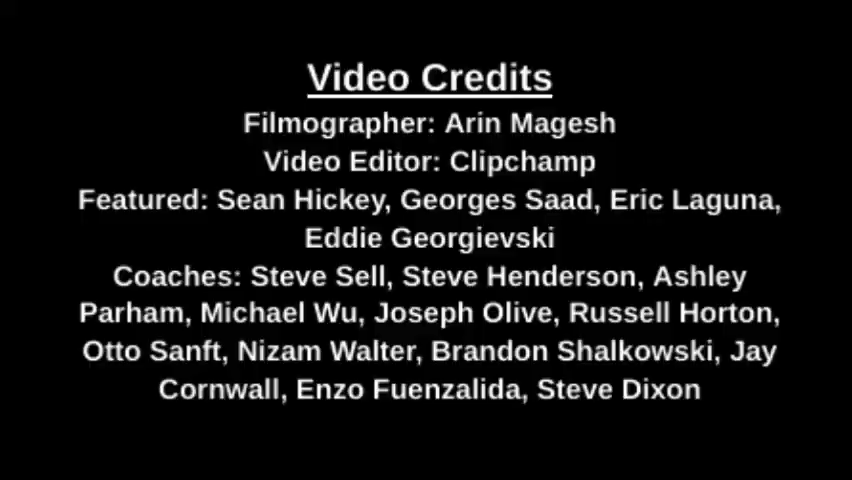 Video Credits
Filmographer: Arin Magesh
Video Editor: Clipchamp
Featured: Sean Hickey, Georges Saad, Eric Laguna,
Eddie Georgievski
Coaches: Steve Sell, Steve Henderson, Ashley
Parham, Michael Wu, Joseph Olive, Russell Horton,
Otto Sanft, Nizam Walter, Brandon Shalkowski, Jay
Cornwall, Enzo Fuenzalida, Steve Dixon